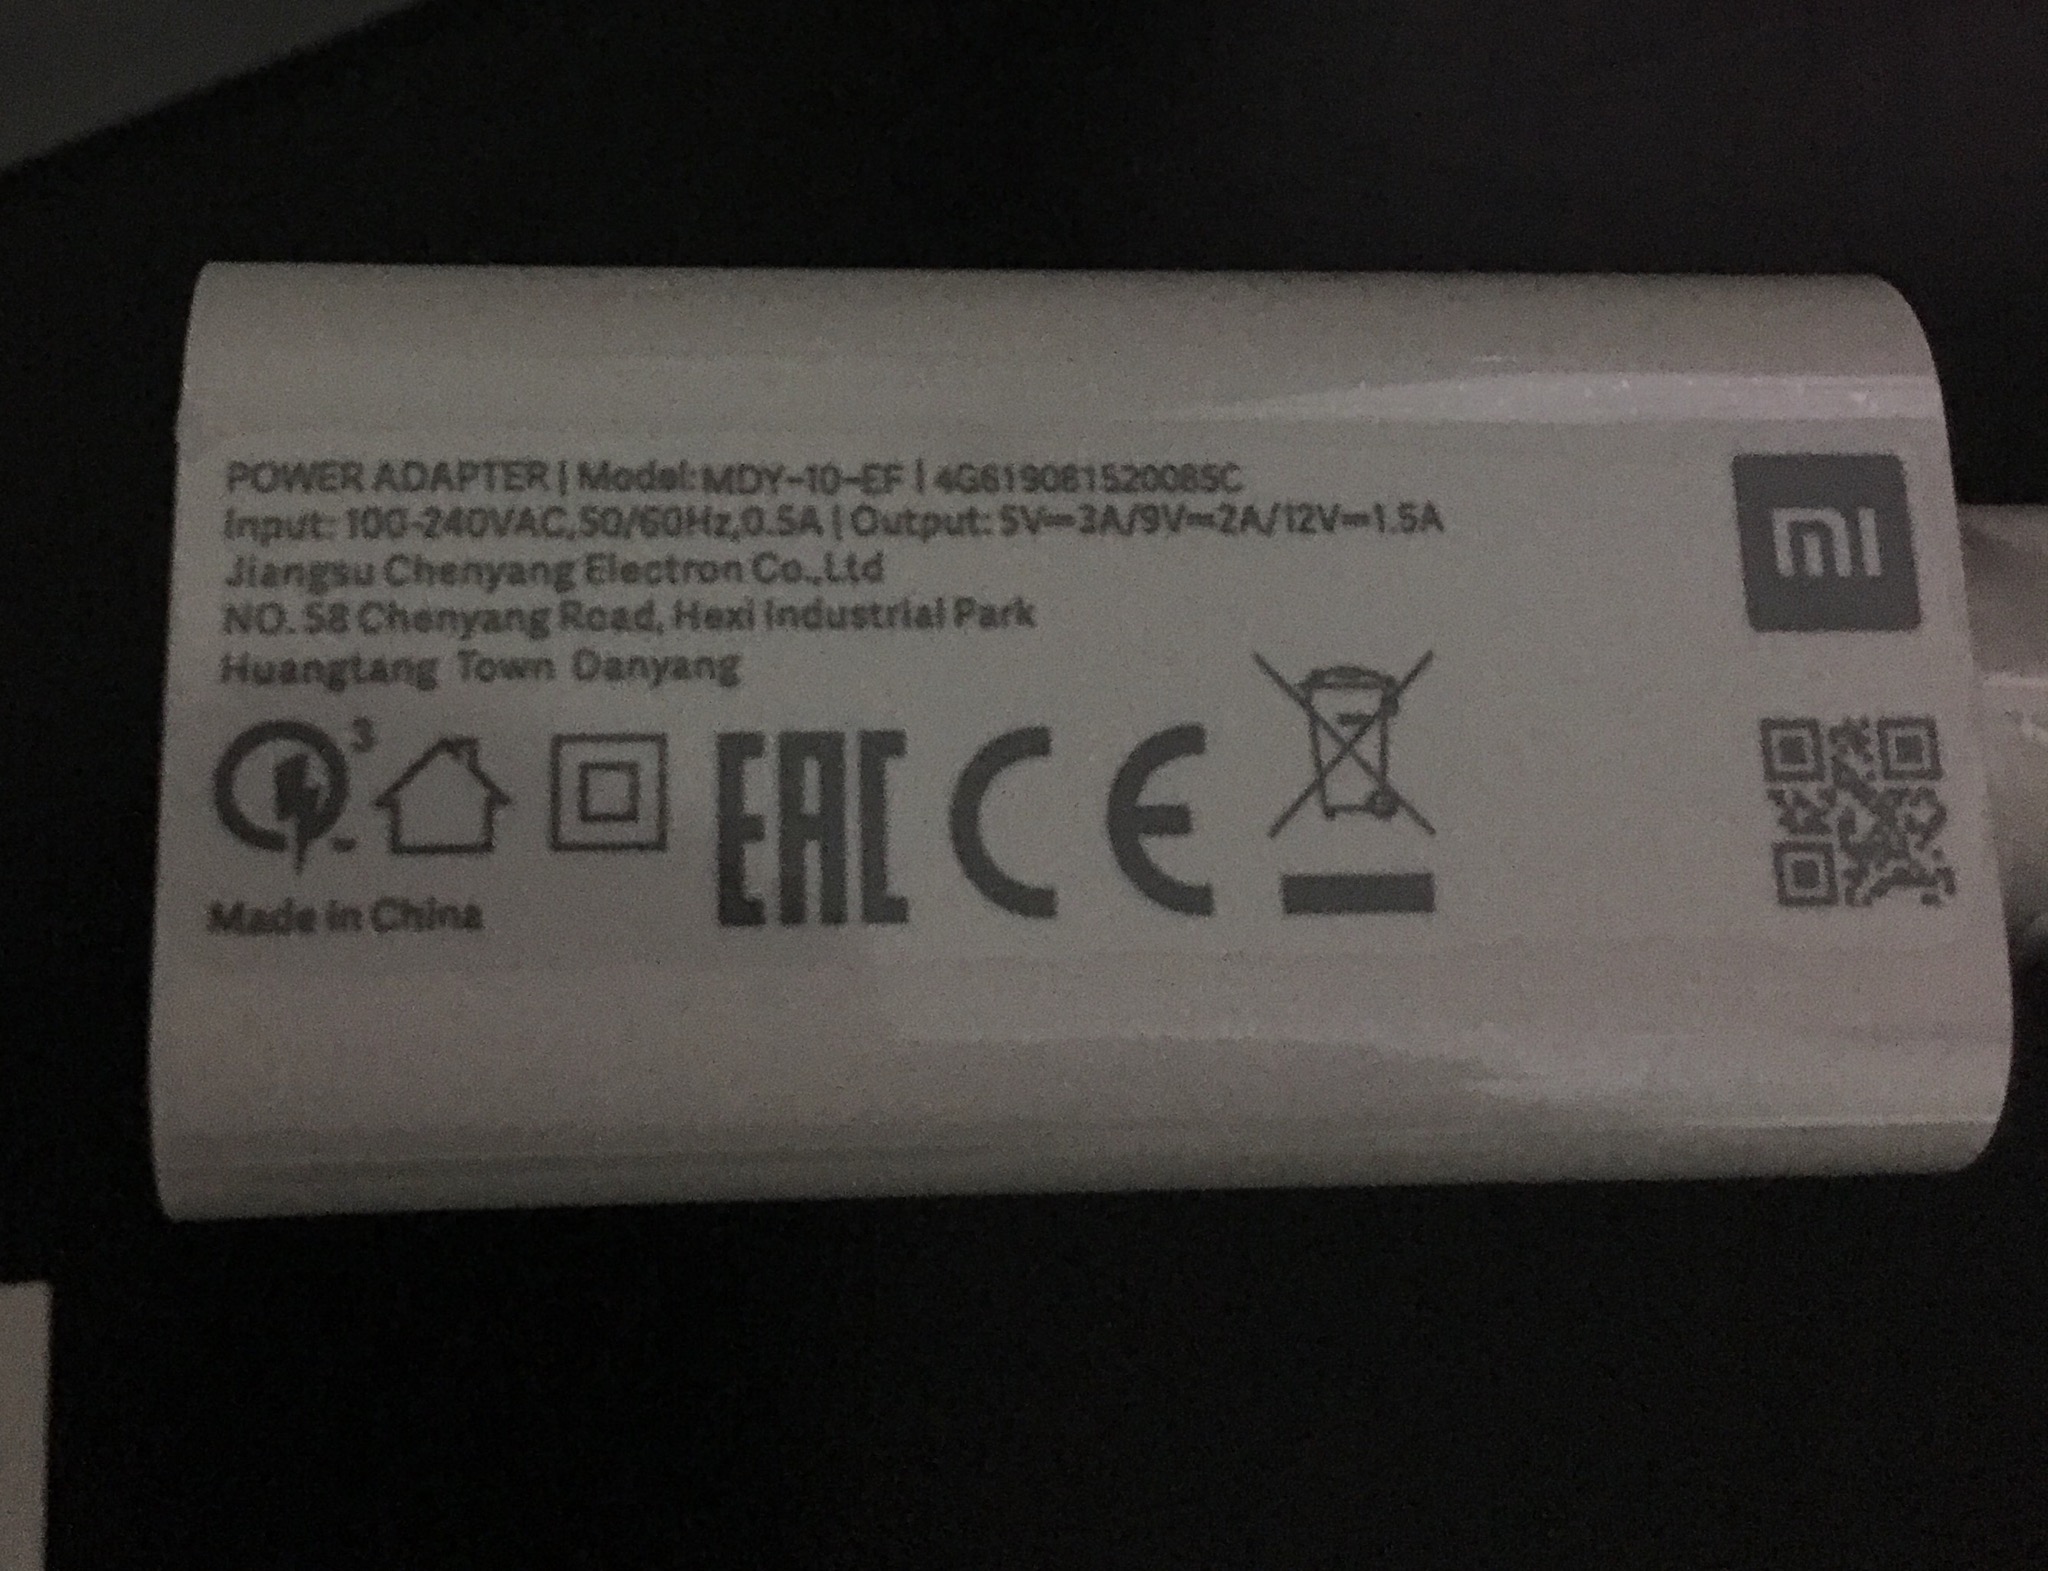 POWER ADAPTER | Model: MDY-10-EF | 4G619081520085C
Input: 100-240VAC,50/60Hz,0.5A | Output: 5V⎓3A/9V⎓2A/12V⎓1.5A
Jiangsu Chenyang Electron Co.,Ltd
NO. 58 Chenyang Road, Hexi Industrial Park
Huangtang Town Danyang
mi
3
EAC CE
Made in China